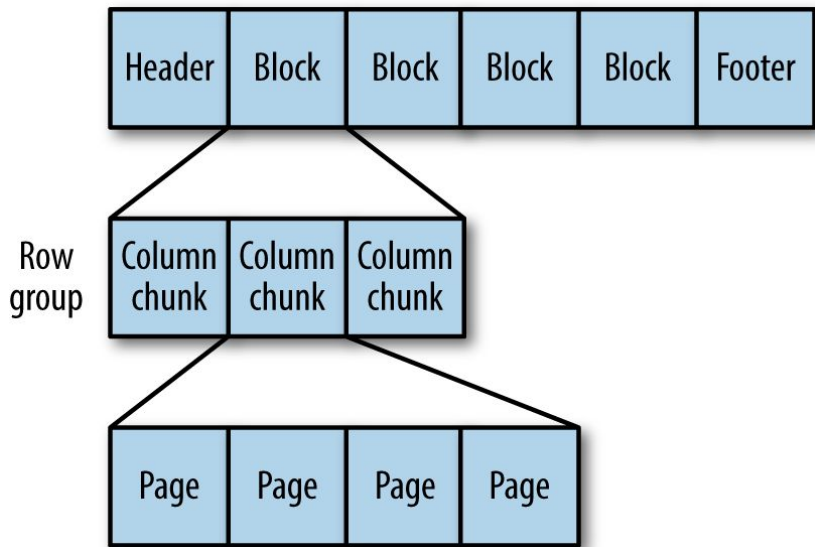 Header Block Block Block Block Footer
Row group
Column chunk Column chunk Column chunk
Page Page Page Page